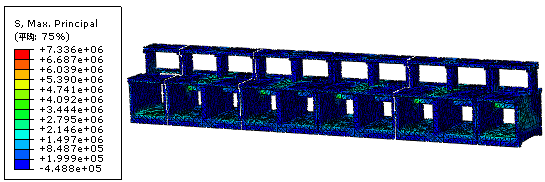 S, Max. Principal
(平均: 75%)
+7.336e+06
+6.687e+06
+6.039e+06
+5.390e+06
+4.741e+06
+4.092e+06
+3.444e+06
+2.795e+06
+2.146e+06
+1.497e+06
+8.487e+05
+1.999e+05
-4.488e+05